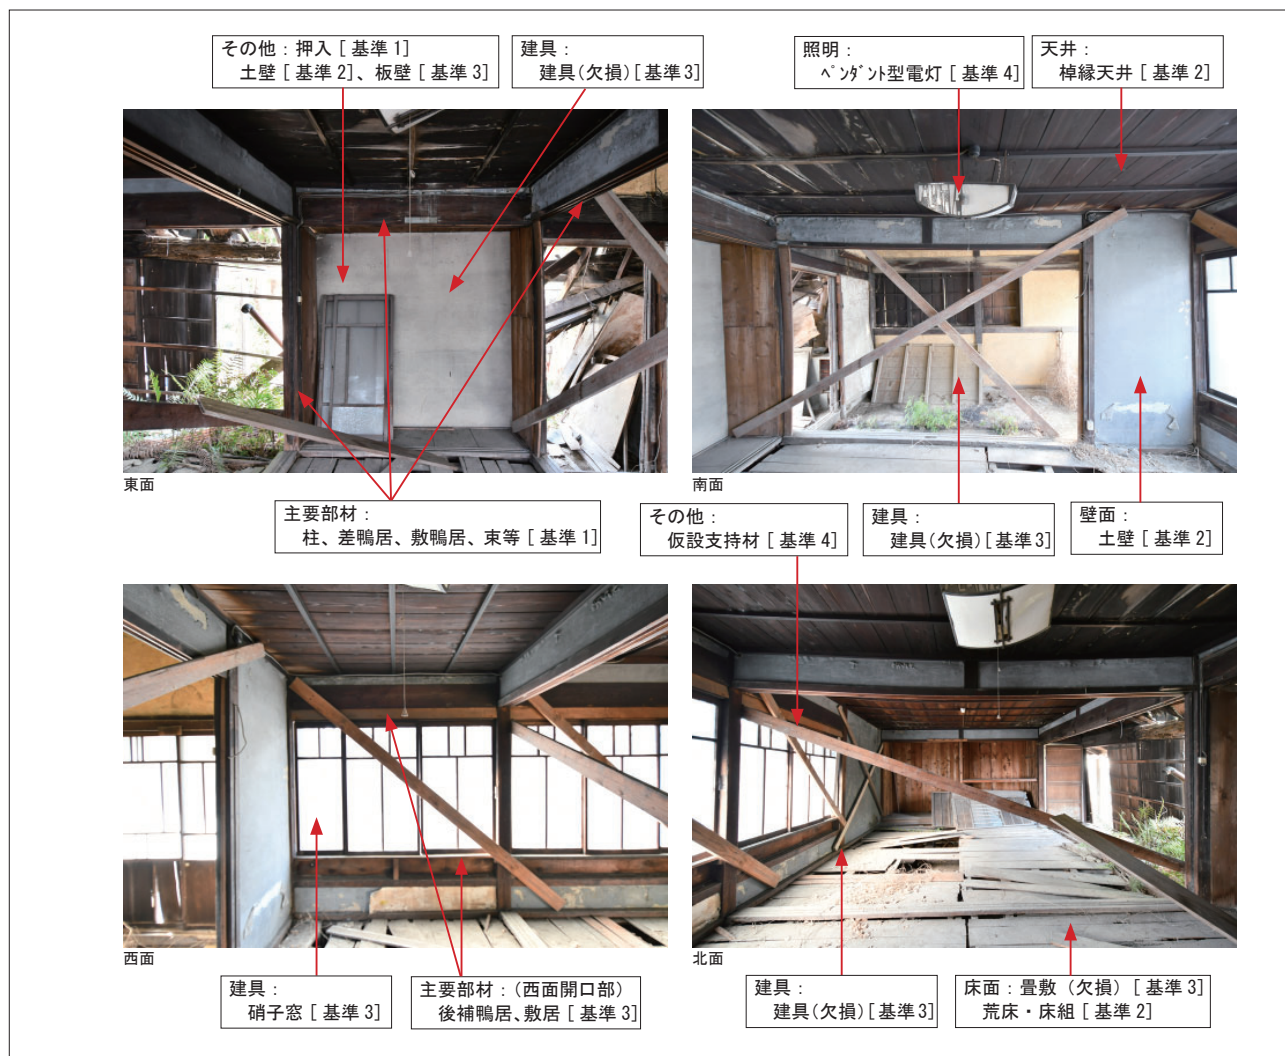 その他：押入 [ 基準 1]
土壁 [ 基準 2]、板壁 [ 基準 3]
建具：
建具(欠損) [ 基準 3]
照明：
ﾍﾟﾝﾀﾞﾝﾄ型電灯 [ 基準 4]
天井：
棹縁天井 [ 基準 2]
東面
南面
主要部材：
柱、差鴨居、敷鴨居、束等 [ 基準 1]
その他：
仮設支持材 [ 基準 4]
建具：
建具(欠損) [ 基準 3]
壁面：
土壁 [ 基準 2]
西面
北面
建具：
硝子窓 [ 基準 3]
主要部材：(西面開口部)
後補鴨居、敷居 [ 基準 3]
建具：
建具(欠損) [ 基準 3]
床面：畳敷（欠損）[ 基準 3]
荒床・床組 [ 基準 2]